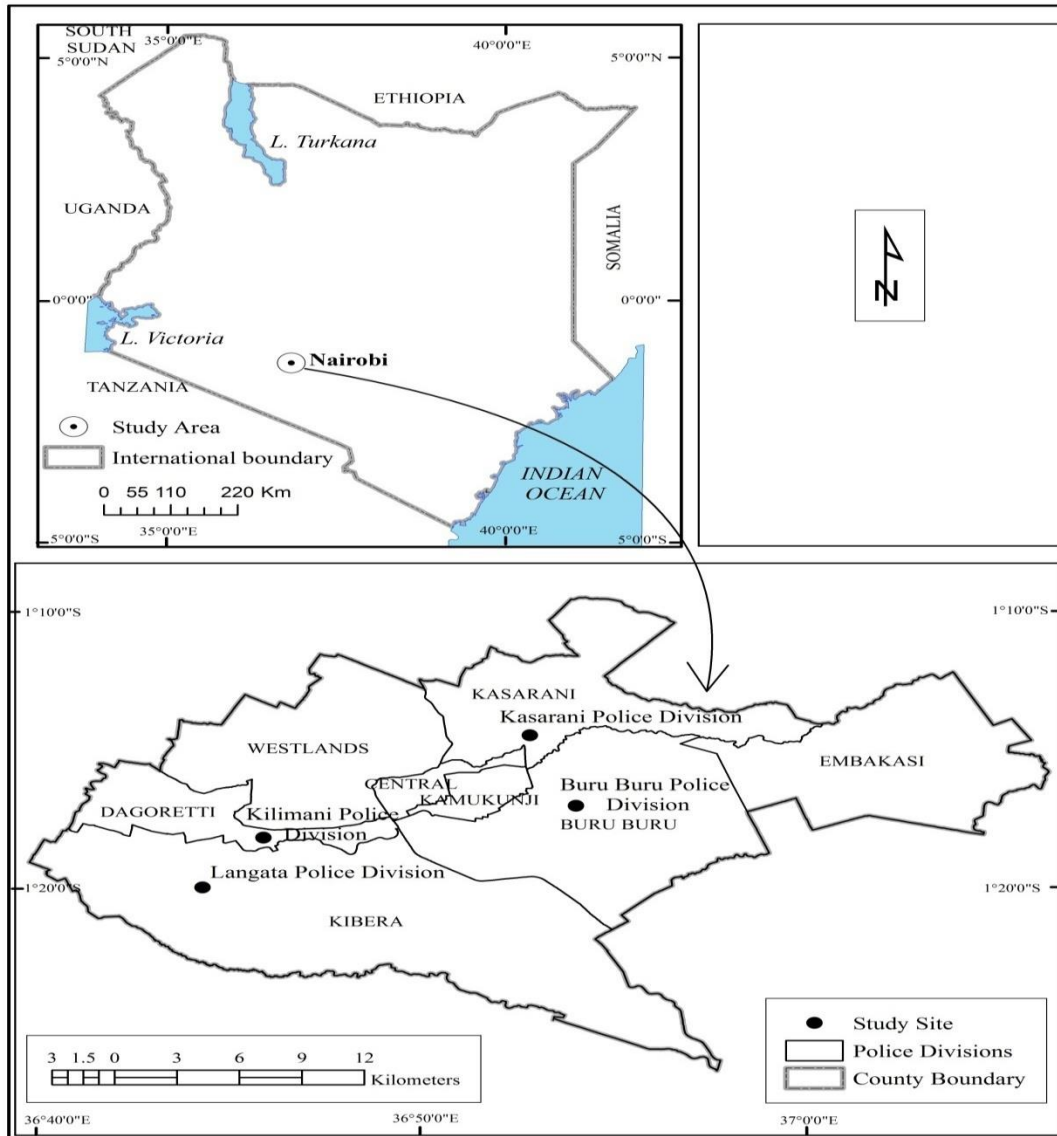 SOUTH
SUDAN
35°0'0"E
40°0'0"E
5°0'0"N
5°0'0"N
ETHIOPIA
L. Turkana
UGANDA
SOMALIA
0°0'0"
0°0'0"
L. Victoria
Nairobi
TANZANIA
Study Area
International boundary
INDIAN
OCEAN
0 55 110 220 Km
35°0'0"E
40°0'0"E
5°0'0"S
5°0'0"S
N
1°10'0"S
1°10'0"S
KASARANI
Kasarani Police Division
WESTLANDS
EMBAKASI
CENTRAL
KAMUKUNJI
Buru Buru Police
Division
BURU BURU
DAGORETTI
Kilimani Police
Division
Langata Police Division
1°20'0"S
1°20'0"S
KIBERA
Study Site
Police Divisions
County Boundary
3 1.5 0 3 6 9 12
Kilometers
36°40'0"E
36°50'0"E
37°0'0"E